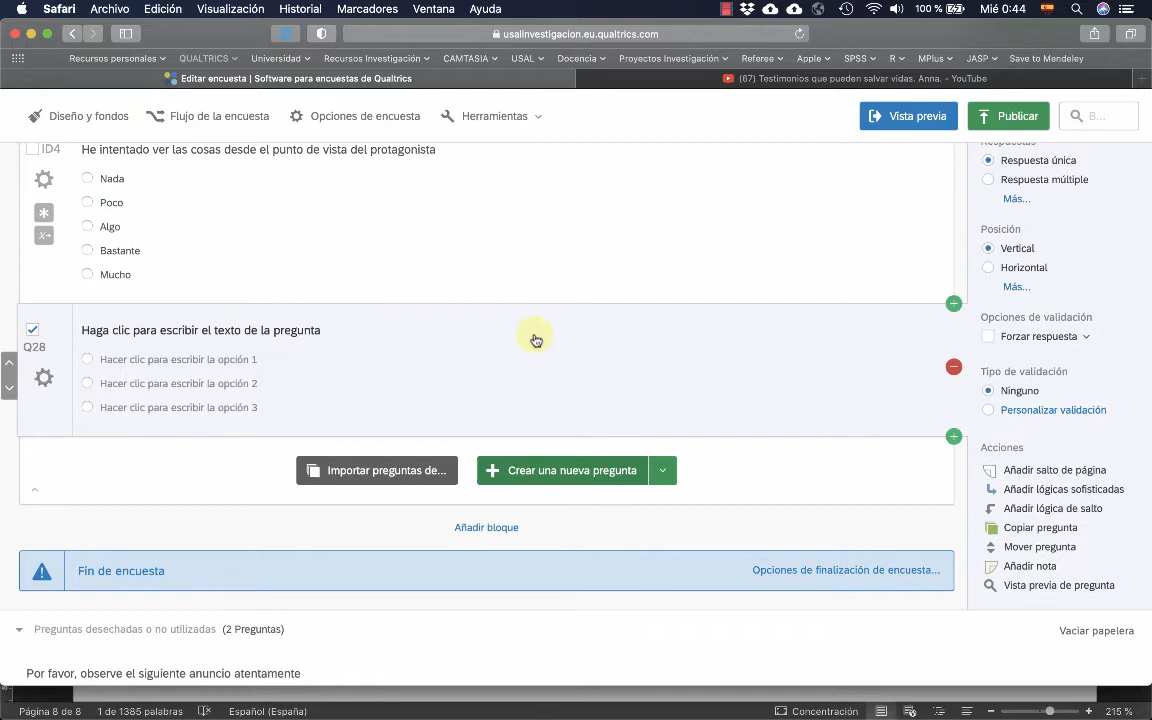 Safari Archivo Edición Visualización Historial Marcadores Ventana Ayuda 100 % Mié 0:44
usalinvestigacion.eu.qualtrics.com
Recursos personales QUALTRICS Universidad Recursos Investigación CAMTASIA USAL Docencia Proyectos Investigación Referee Apple SPSS R MPlus JASP Save to Mendeley
Editar encuesta | Software para encuestas de Qualtrics (67) Testimonios que pueden salvar vidas. Anna. - YouTube
Diseño y fondos Flujo de la encuesta Opciones de encuesta Herramientas Vista previa Publicar B...
Respuestas
ID4 He intentado ver las cosas desde el punto de vista del protagonista
Respuesta única
Nada
Respuesta múltiple
Poco
Más...
Algo
Posición
Bastante
Vertical
Mucho
Horizontal
Más...
Opciones de validación
Haga clic para escribir el texto de la pregunta
Forzar respuesta
Q28
Hacer clic para escribir la opción 1
Tipo de validación
Hacer clic para escribir la opción 2
Ninguno
Hacer clic para escribir la opción 3
Personalizar validación
Acciones
Importar preguntas de... Crear una nueva pregunta
Añadir salto de página
Añadir lógicas sofisticadas
Añadir lógica de salto
Añadir bloque
Copiar pregunta
Mover pregunta
Fin de encuesta Opciones de finalización de encuesta...
Añadir nota
Vista previa de pregunta
Preguntas desechadas o no utilizadas (2 Preguntas) Vaciar papelera
Por favor, observe el siguiente anuncio atentamente
Página 8 de 8 1 de 1385 palabras Español (España) Concentración 215 %